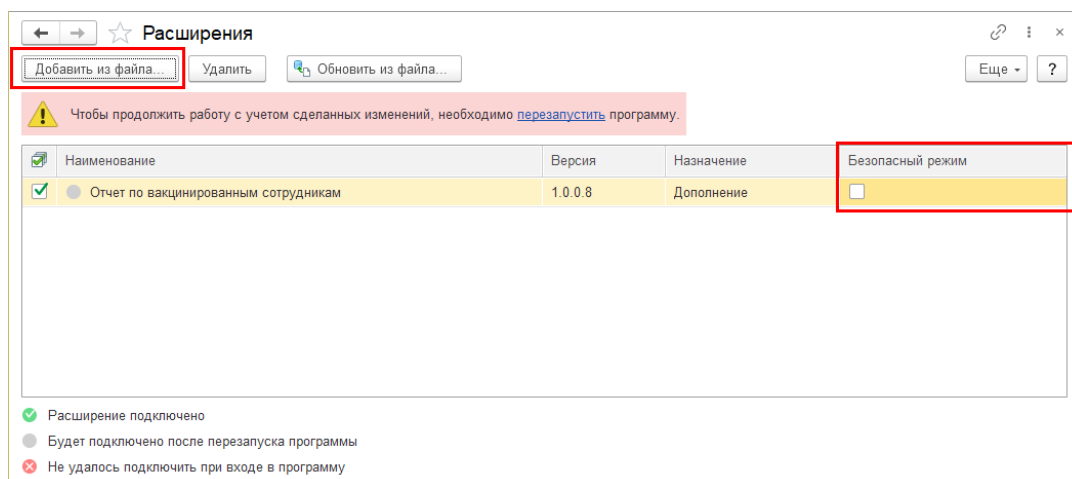 Расширения
Добавить из файла... Удалить Обновить из файла... Еще ?
Чтобы продолжить работу с учетом сделанных изменений, необходимо перезапустить программу.
Наименование Версия Назначение Безопасный режим
Отчет по вакцинированным сотрудникам 1.0.0.8 Дополнение
Расширение подключено
Будет подключено после перезапуска программы
Не удалось подключить при входе в программу